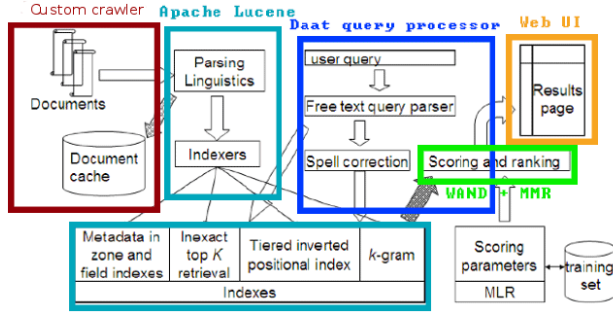 Custom crawler
Apache Lucene
Daat query processor
Web UI
Documents
Document
cache
Parsing
Linguistics
Indexers
user query
Free text query parser
Spell correction
Scoring and ranking
WAND + MMR
Results
page
Metadata in
zone and
field indexes
Inexact
top K
retrieval
Tiered inverted
positional index
k-gram
Indexes
Scoring
parameters
MLR
training
set